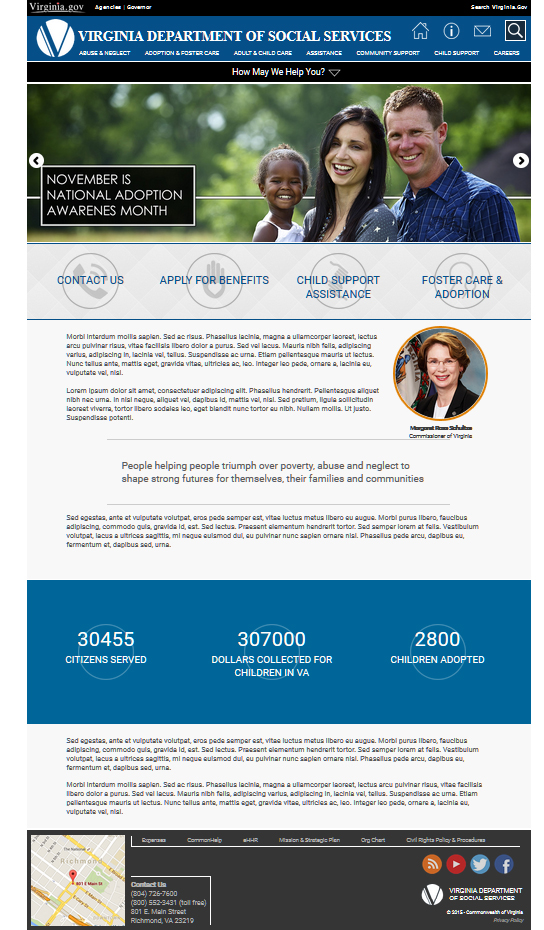 Virginia.gov Agencies | Governor Search Virginia.Gov
VIRGINIA DEPARTMENT OF SOCIAL SERVICES
ABUSE & NEGLECT ADOPTION & FOSTER CARE ADULT & CHILD CARE ASSISTANCE COMMUNITY SUPPORT CHILD SUPPORT CAREERS
How May We Help You?
NOVEMBER IS
NATIONAL ADOPTION
AWARENES MONTH
CONTACT US APPLY FOR BENEFITS CHILD SUPPORT FOSTER CARE &
ASSISTANCE ADOPTION
Morbi interdum mollis sapien. Sed ac risus. Phasellus lacinia, magna a ullamcorper laoreet, lectus
arcu pulvinar risus, vitae facilisis libero dolor a purus. Sed vel lacus. Mauris nibh felis, adipiscing
varius, adipiscing in, lacinia vel, tellus. Suspendisse ac urna. Etiam pellentesque mauris ut lectus.
Nunc tellus ante, mattis eget, gravida vitae, ultricies ac, leo. Integer leo pede, ornare a, lacinia eu,
vulputate vel, nisl.
Lorem ipsum dolor sit amet, consectetuer adipiscing elit. Phasellus hendrerit. Pellentesque aliquet
nibh nec urna. In nisi neque, aliquet vel, dapibus id, mattis vel, nisi. Sed pretium, ligula sollicitudin
laoreet viverra, tortor libero sodales leo, eget blandit nunc tortor eu nibh. Nullam mollis. Ut justo.
Suspendisse potenti.
Margaret Ross Schultze
Commissioner of Virginia
People helping people triumph over poverty, abuse and neglect to
shape strong futures for themselves, their families and communities
Sed egestas, ante et vulputate volutpat, eros pede semper est, vitae luctus metus libero eu augue. Morbi purus libero, faucibus
adipiscing, commodo quis, gravida id, est. Sed lectus. Praesent elementum hendrerit tortor. Sed semper lorem at felis. Vestibulum
volutpat, lacus a ultrices sagittis, mi neque euismod dui, eu pulvinar nunc sapien ornare nisl. Phasellus pede arcu, dapibus eu,
fermentum et, dapibus sed, urna.
30455 307000 2800
CITIZENS SERVED DOLLARS COLLECTED FOR CHILDREN ADOPTED
CHILDREN IN VA
Sed egestas, ante et vulputate volutpat, eros pede semper est, vitae luctus metus libero eu augue. Morbi purus libero, faucibus
adipiscing, commodo quis, gravida id, est. Sed lectus. Praesent elementum hendrerit tortor. Sed semper lorem at felis. Vestibulum
volutpat, lacus a ultrices sagittis, mi neque euismod dui, eu pulvinar nunc sapien ornare nisl. Phasellus pede arcu, dapibus eu,
fermentum et, dapibus sed, urna.
Morbi interdum mollis sapien. Sed ac risus. Phasellus lacinia, magna a ullamcorper laoreet, lectus arcu pulvinar risus, vitae facilisis
libero dolor a purus. Sed vel lacus. Mauris nibh felis, adipiscing varius, adipiscing in, lacinia vel, tellus. Suspendisse ac urna. Etiam
pellentesque mauris ut lectus. Nunc tellus ante, mattis eget, gravida vitae, ultricies ac, leo. Integer leo pede, ornare a, lacinia eu,
vulputate vel, nisl.
Expenses CommonHelp eHHR Mission & Strategic Plan Org Chart Civil Rights Policy & Procedures
Richmond
801 E Main St
Contact Us
(804) 726-7600
(800) 552-3431 (toll free)
801 E. Main Street
Richmond, VA 23219
VIRGINIA DEPARTMENT
OF SOCIAL SERVICES
© 2015 - Commonwealth of Virginia
Privacy Policy